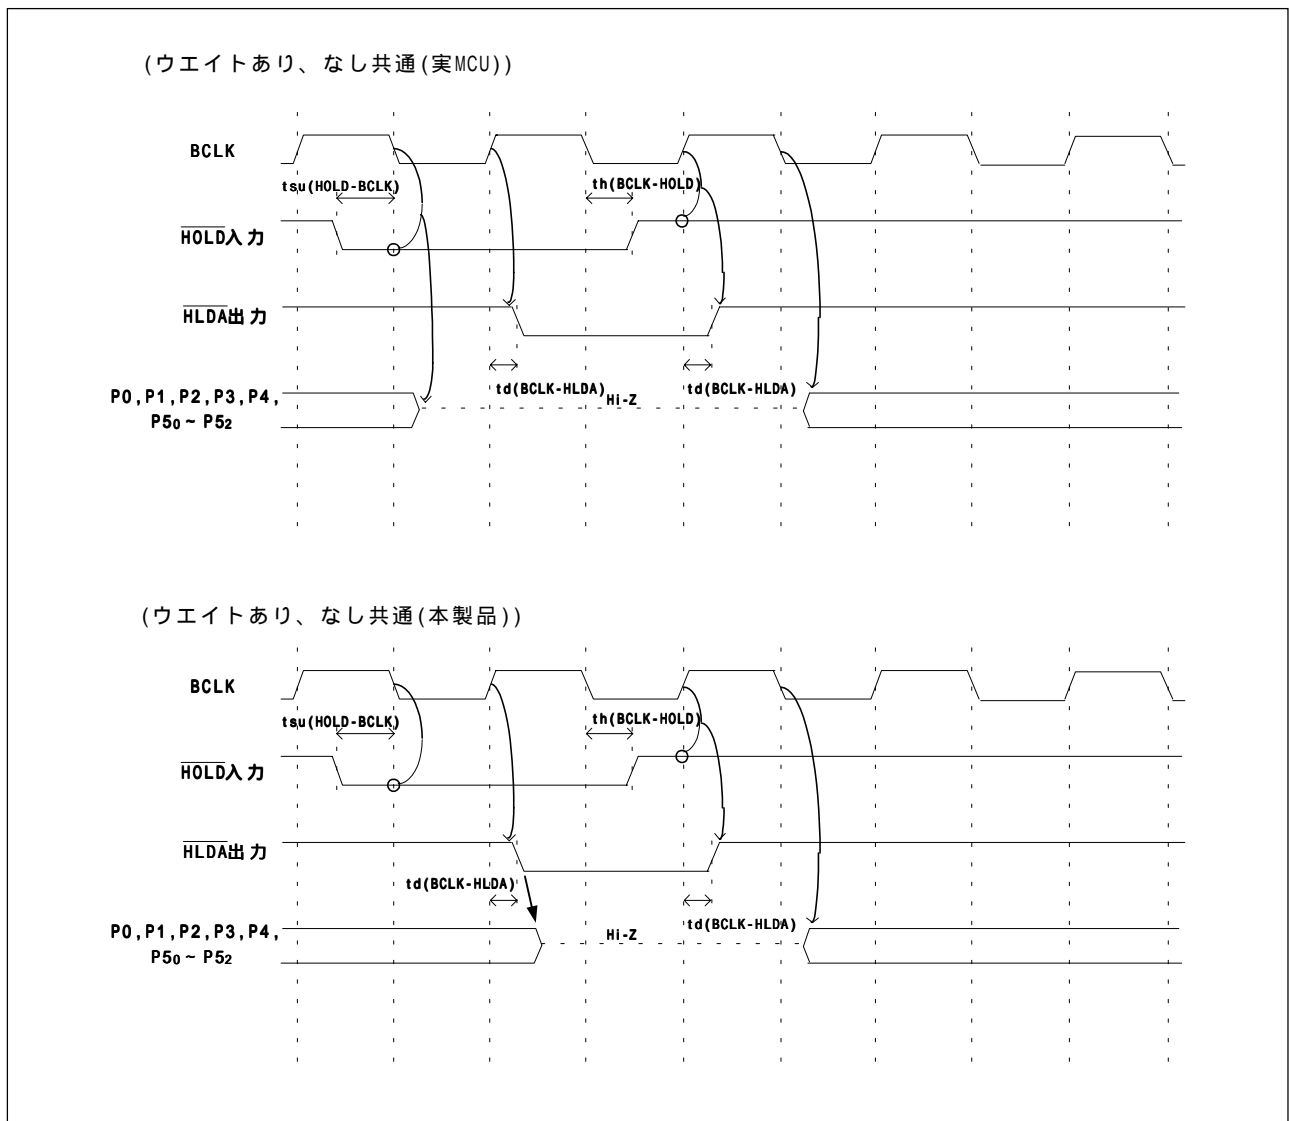 (ウエイトあり、なし共通(実MCU))
BCLK
tsu(HOLD-BCLK)
th(BCLK-HOLD)
HOLD入力
HLDA出力
td(BCLK-HLDA)
Hi-Z
td(BCLK-HLDA)
P0,P1,P2,P3,P4,
P50~P52
(ウエイトあり、なし共通(本製品))
BCLK
tsu(HOLD-BCLK)
th(BCLK-HOLD)
HOLD入力
HLDA出力
td(BCLK-HLDA)
td(BCLK-HLDA)
Hi-Z
P0,P1,P2,P3,P4,
P50~P52